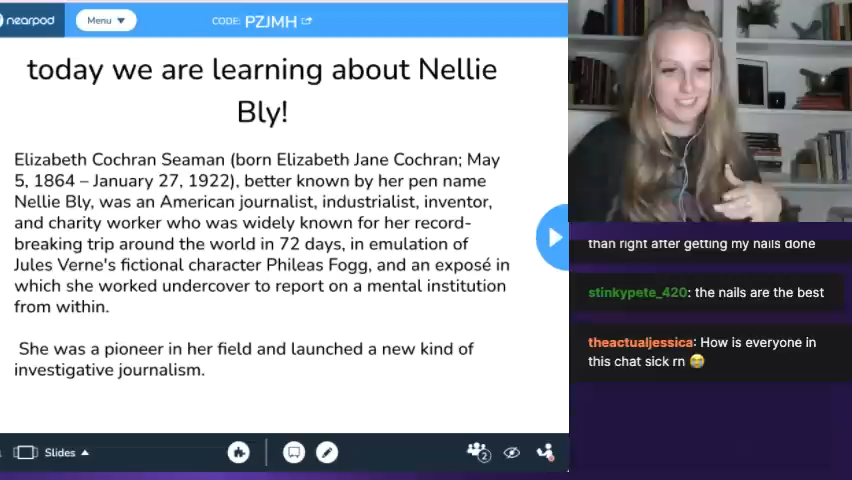 nearpod
Menu
CODE: PZJMH
today we are learning about Nellie
Bly!
Elizabeth Cochran Seaman (born Elizabeth Jane Cochran; May
5, 1864 – January 27, 1922), better known by her pen name
Nellie Bly, was an American journalist, industrialist, inventor,
and charity worker who was widely known for her record-
breaking trip around the world in 72 days, in emulation of
Jules Verne's fictional character Phileas Fogg, and an exposé in
which she worked undercover to report on a mental institution
from within.
She was a pioneer in her field and launched a new kind of
investigative journalism.
Slides
2
than right after getting my nails done
stinkypete_420: the nails are the best
theactualjessica: How is everyone in
this chat sick rn 😭